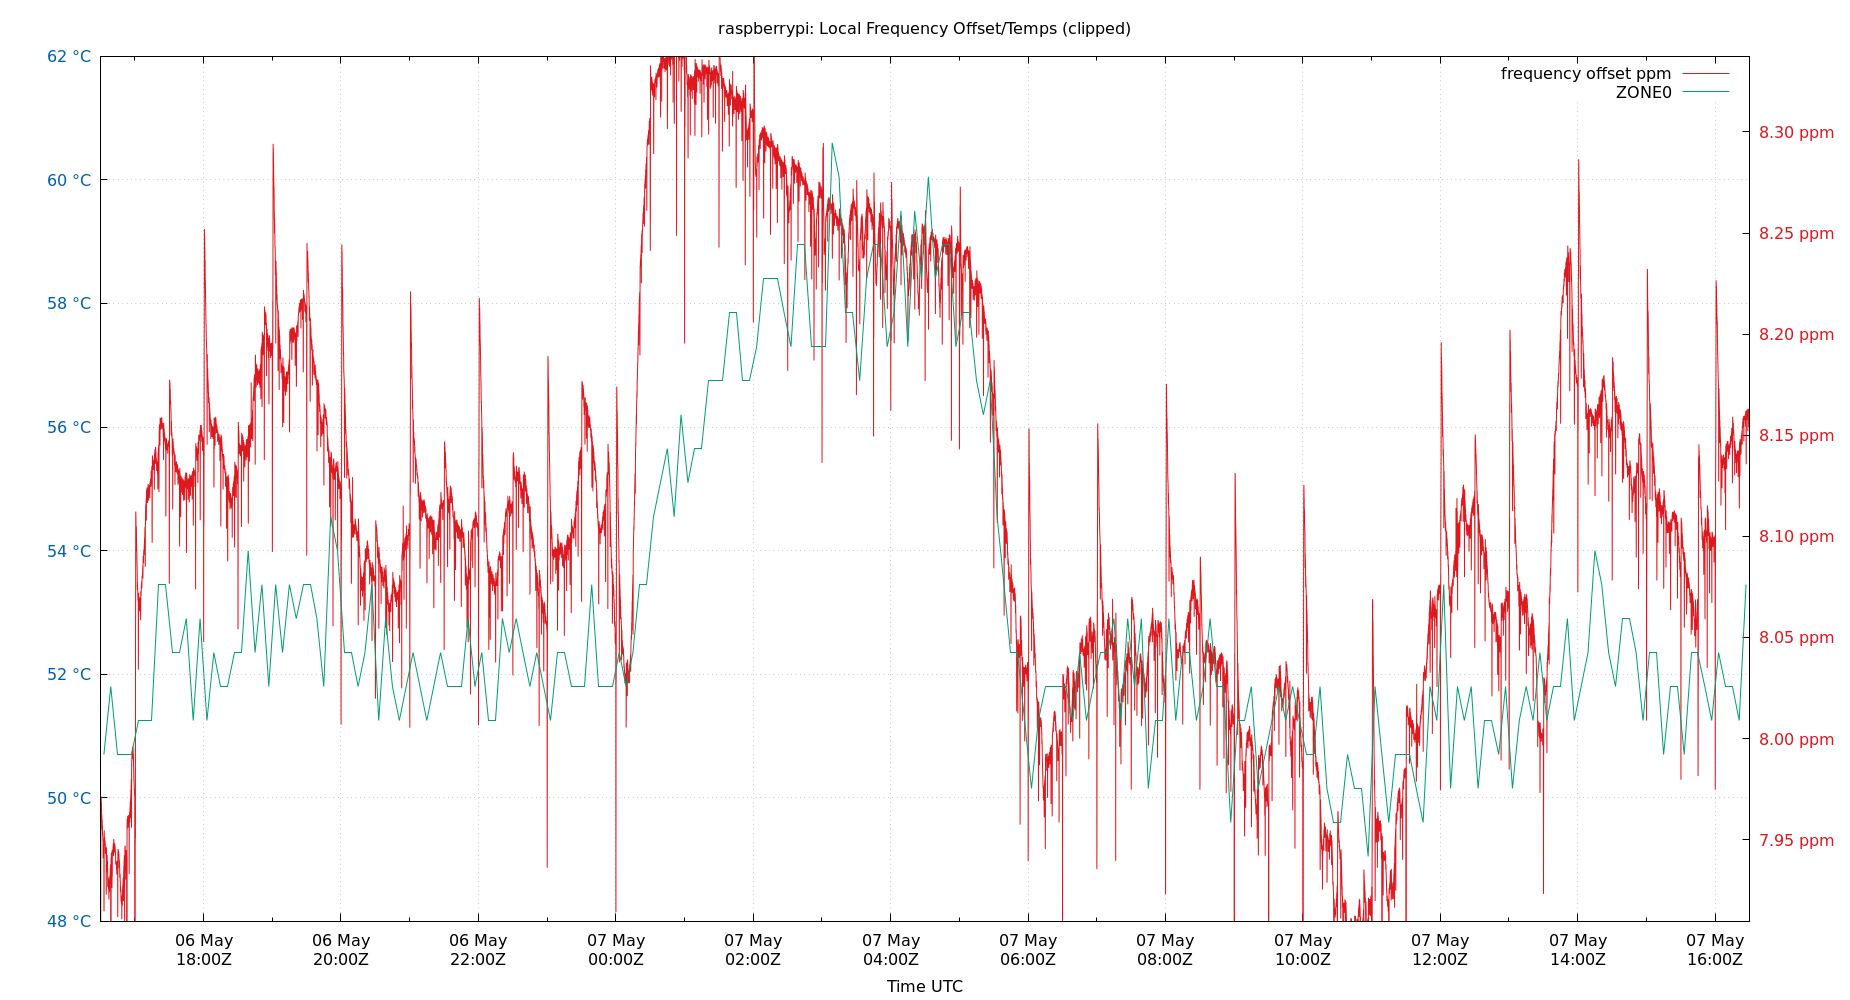 raspberrypi: Local Frequency Offset/Temps (clipped)
62 °C
60 °C
58 °C
56 °C
54 °C
52 °C
50 °C
48 °C
frequency offset ppm
ZONE0
8.30 ppm
8.25 ppm
8.20 ppm
8.15 ppm
8.10 ppm
8.05 ppm
8.00 ppm
7.95 ppm
06 May 06 May 06 May 07 May 07 May 07 May 07 May 07 May 07 May 07 May 07 May 07 May
18:00Z 20:00Z 22:00Z 00:00Z 02:00Z 04:00Z 06:00Z 08:00Z 10:00Z 12:00Z 14:00Z 16:00Z
Time UTC